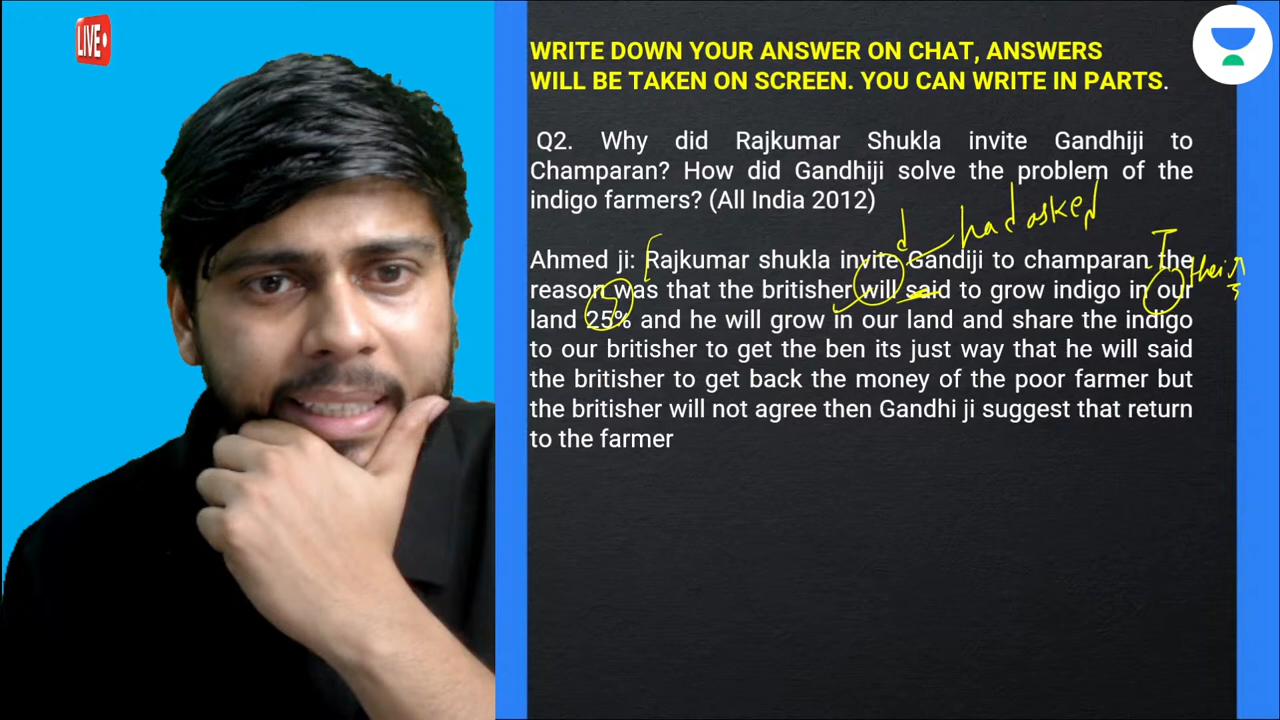 LIVE
WRITE DOWN YOUR ANSWER ON CHAT, ANSWERS
WILL BE TAKEN ON SCREEN. YOU CAN WRITE IN PARTS.
Q2. Why did Rajkumar Shukla invite Gandhiji to
Champaran? How did Gandhiji solve the problem of the
indigo farmers? (All India 2012)
d had asked T
Ahmed ji: Rajkumar shukla invite Gandiji to champaran the
their
reason was that the britisher will said to grow indigo in our
land 25% and he will grow in our land and share the indigo
to our britisher to get the ben its just way that he will said
the britisher to get back the money of the poor farmer but
the britisher will not agree then Gandhi ji suggest that return
to the farmer